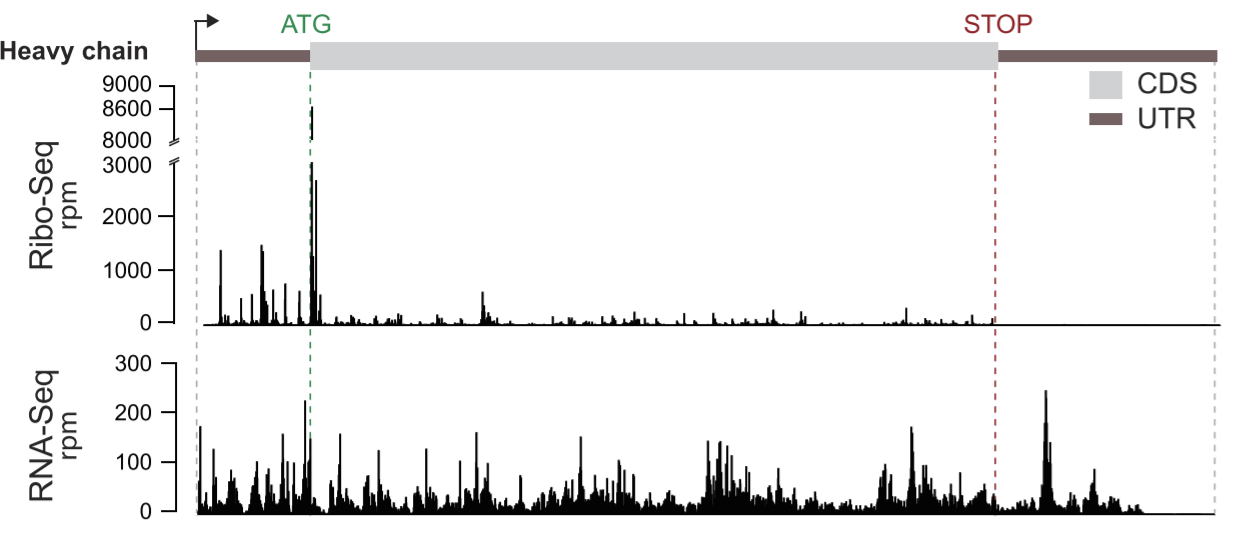 ATG
STOP
Heavy chain
CDS
UTR
9000
8600
8000
3000
2000
1000
0
Ribo-Seq
rpm
300
200
100
0
RNA-Seq
rpm